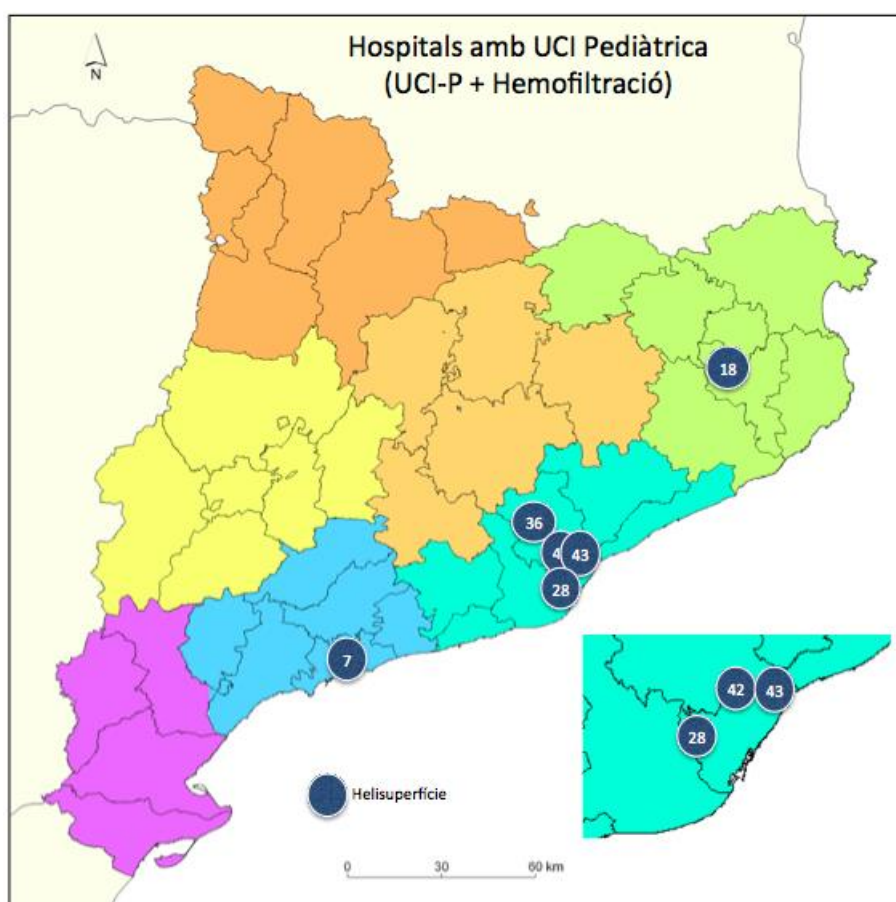 Hospitals amb UCI Pediàtrica
(UCI-P + Hemofiltració)
N
18
36
4
43
28
7
42
43
28
Helisuperfície
0 30 60 km